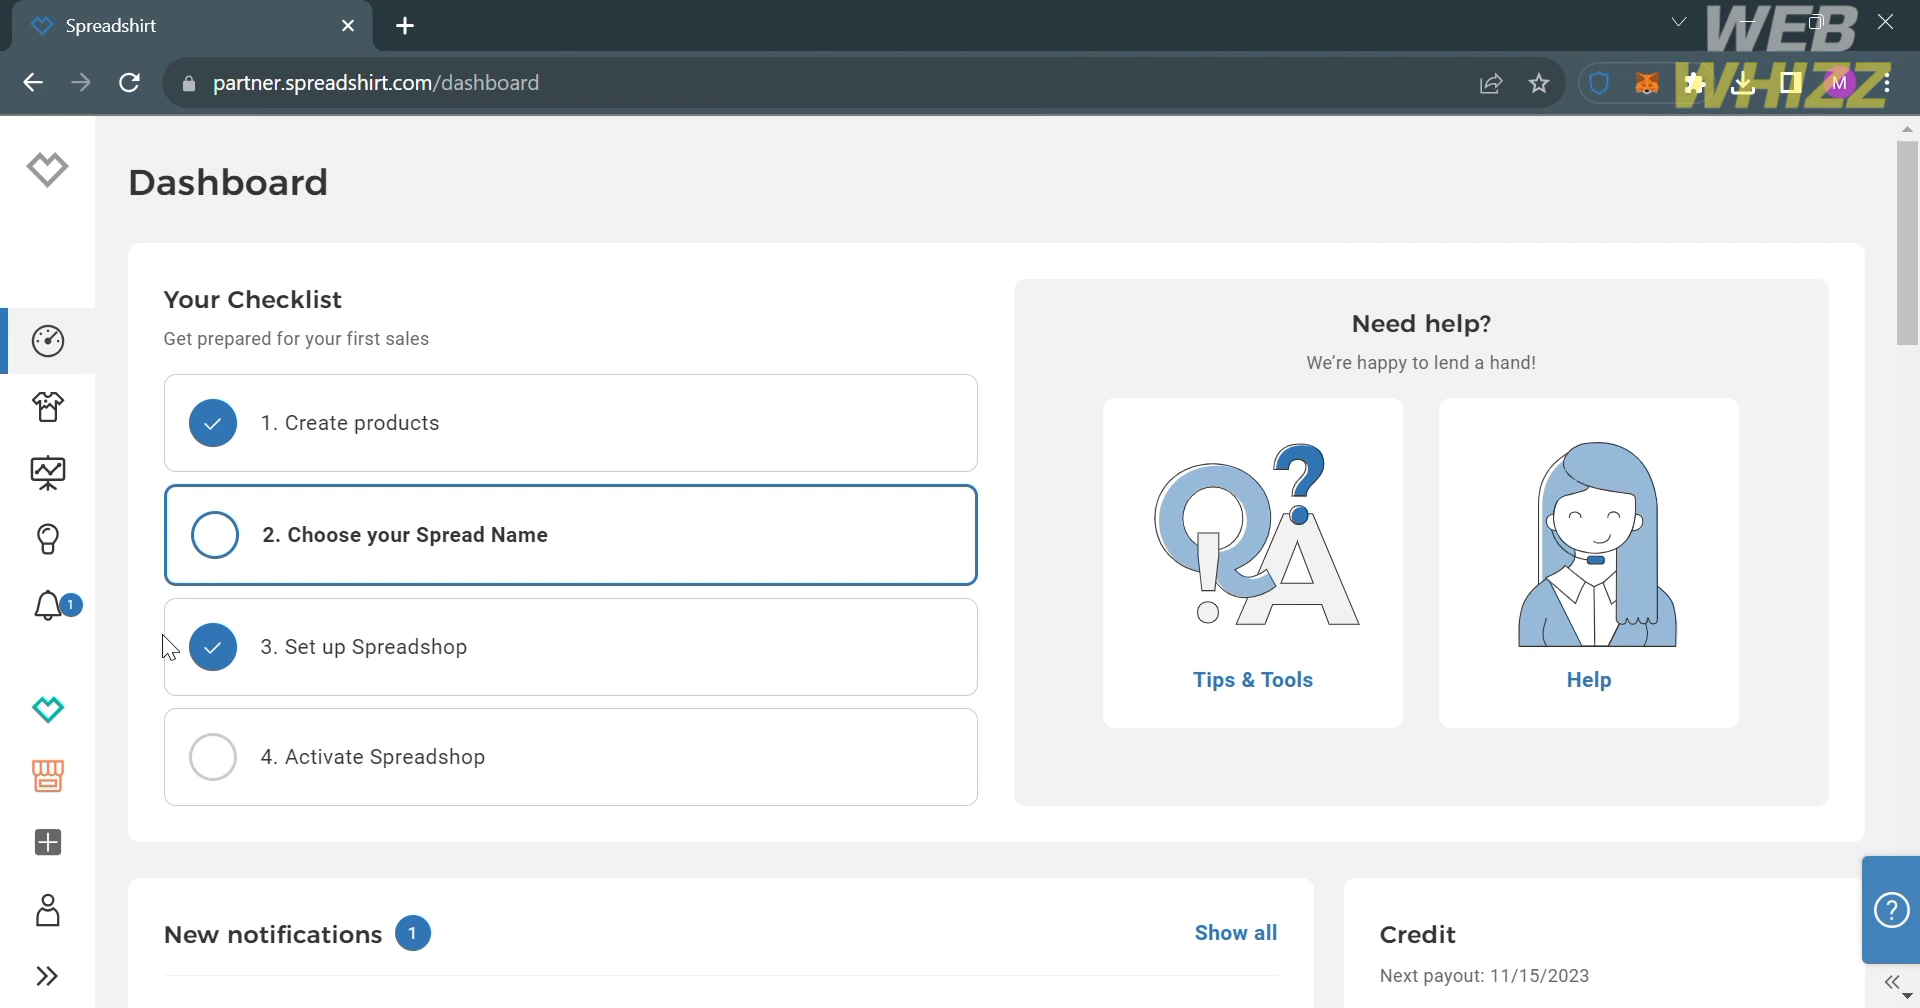 Spreadshirt
WEB
WHIZZ
partner.spreadshirt.com/dashboard
M
Dashboard
Your Checklist
Get prepared for your first sales
1. Create products
2. Choose your Spread Name
3. Set up Spreadshop
4. Activate Spreadshop
Need help?
We're happy to lend a hand!
Q!?A
Tips & Tools
Help
1
New notifications 1
Show all
Credit
Next payout: 11/15/2023
?